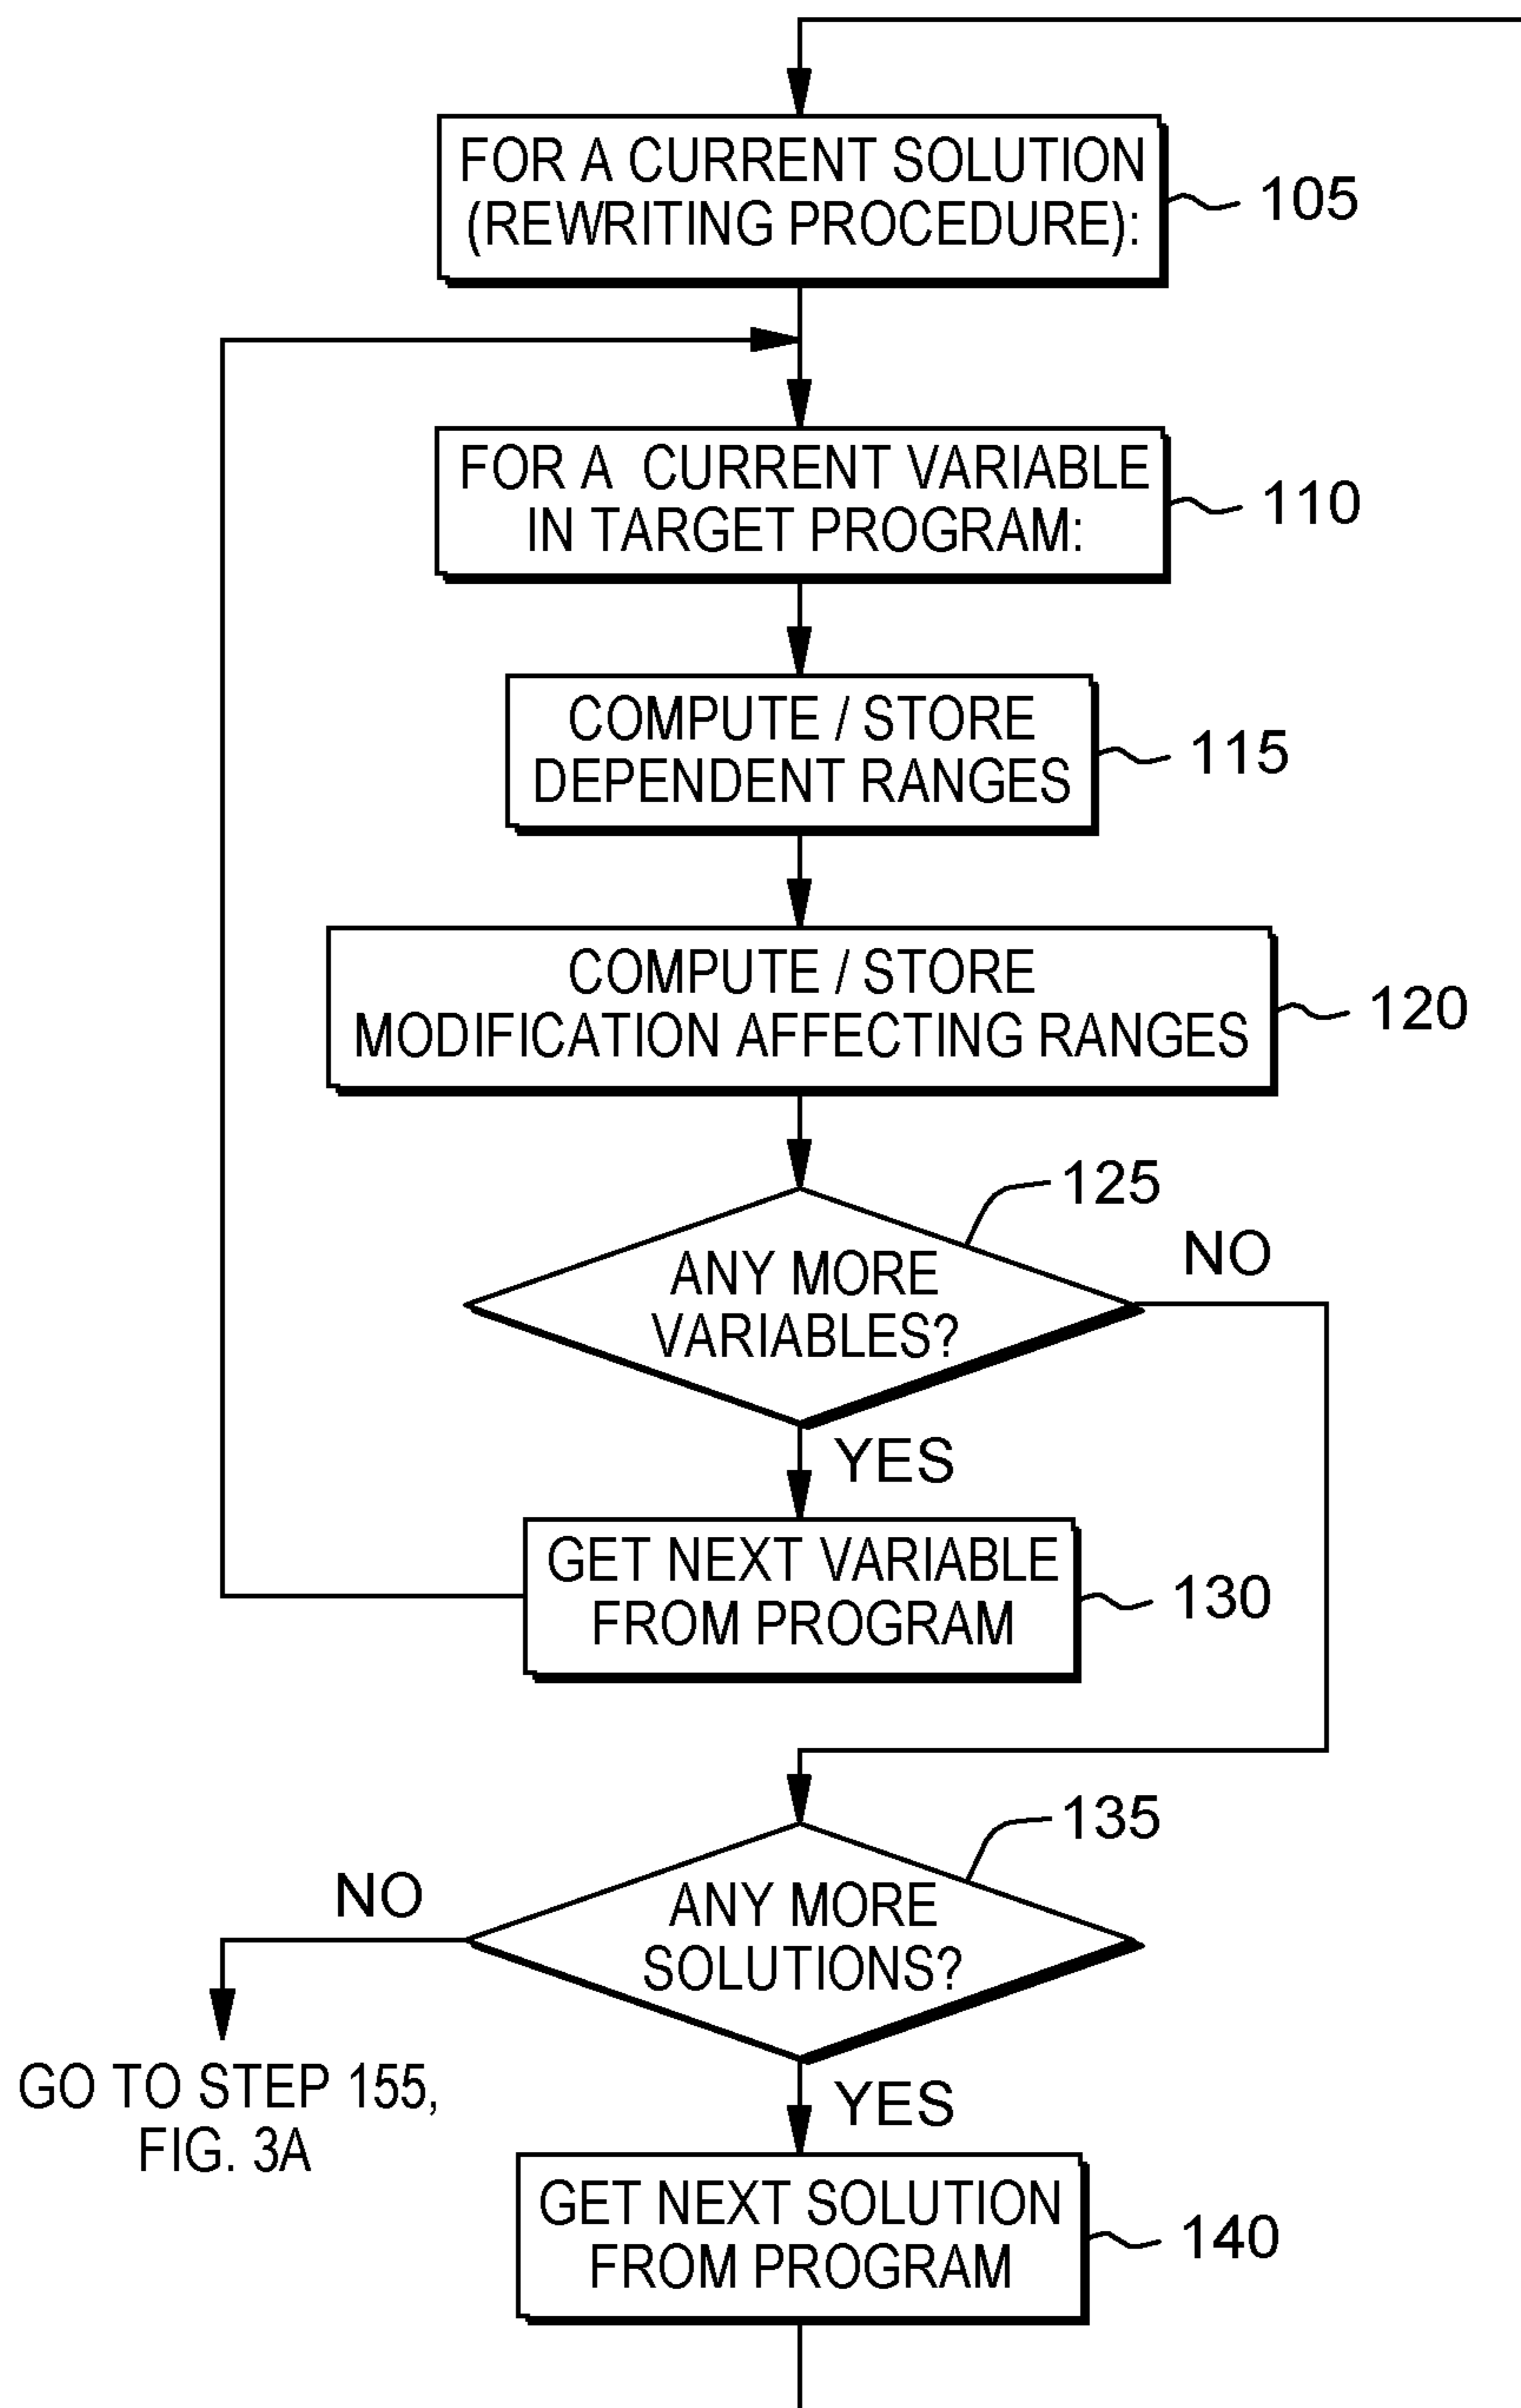 FOR A CURRENT SOLUTION
(REWRITING PROCEDURE):
105
FOR A CURRENT VARIABLE
IN TARGET PROGRAM:
110
COMPUTE / STORE
DEPENDENT RANGES
115
COMPUTE / STORE
MODIFICATION AFFECTING RANGES
120
125
NO
ANY MORE
VARIABLES?
YES
GET NEXT VARIABLE
FROM PROGRAM
130
135
NO
ANY MORE
SOLUTIONS?
GO TO STEP 155,
FIG. 3A
YES
GET NEXT SOLUTION
FROM PROGRAM
140